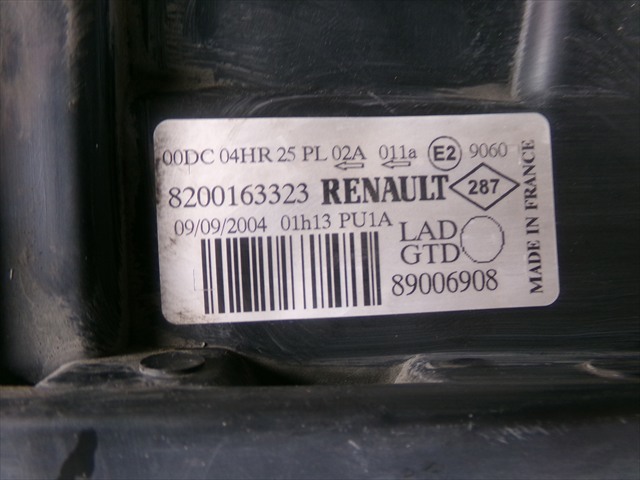 00DC 04HR 25 PL 02A 011a E2 9060
8200163323 RENAULT 287
09/09/2004 01h13 PU1A
LAD
GTD
89006908
MADE IN FRANCE